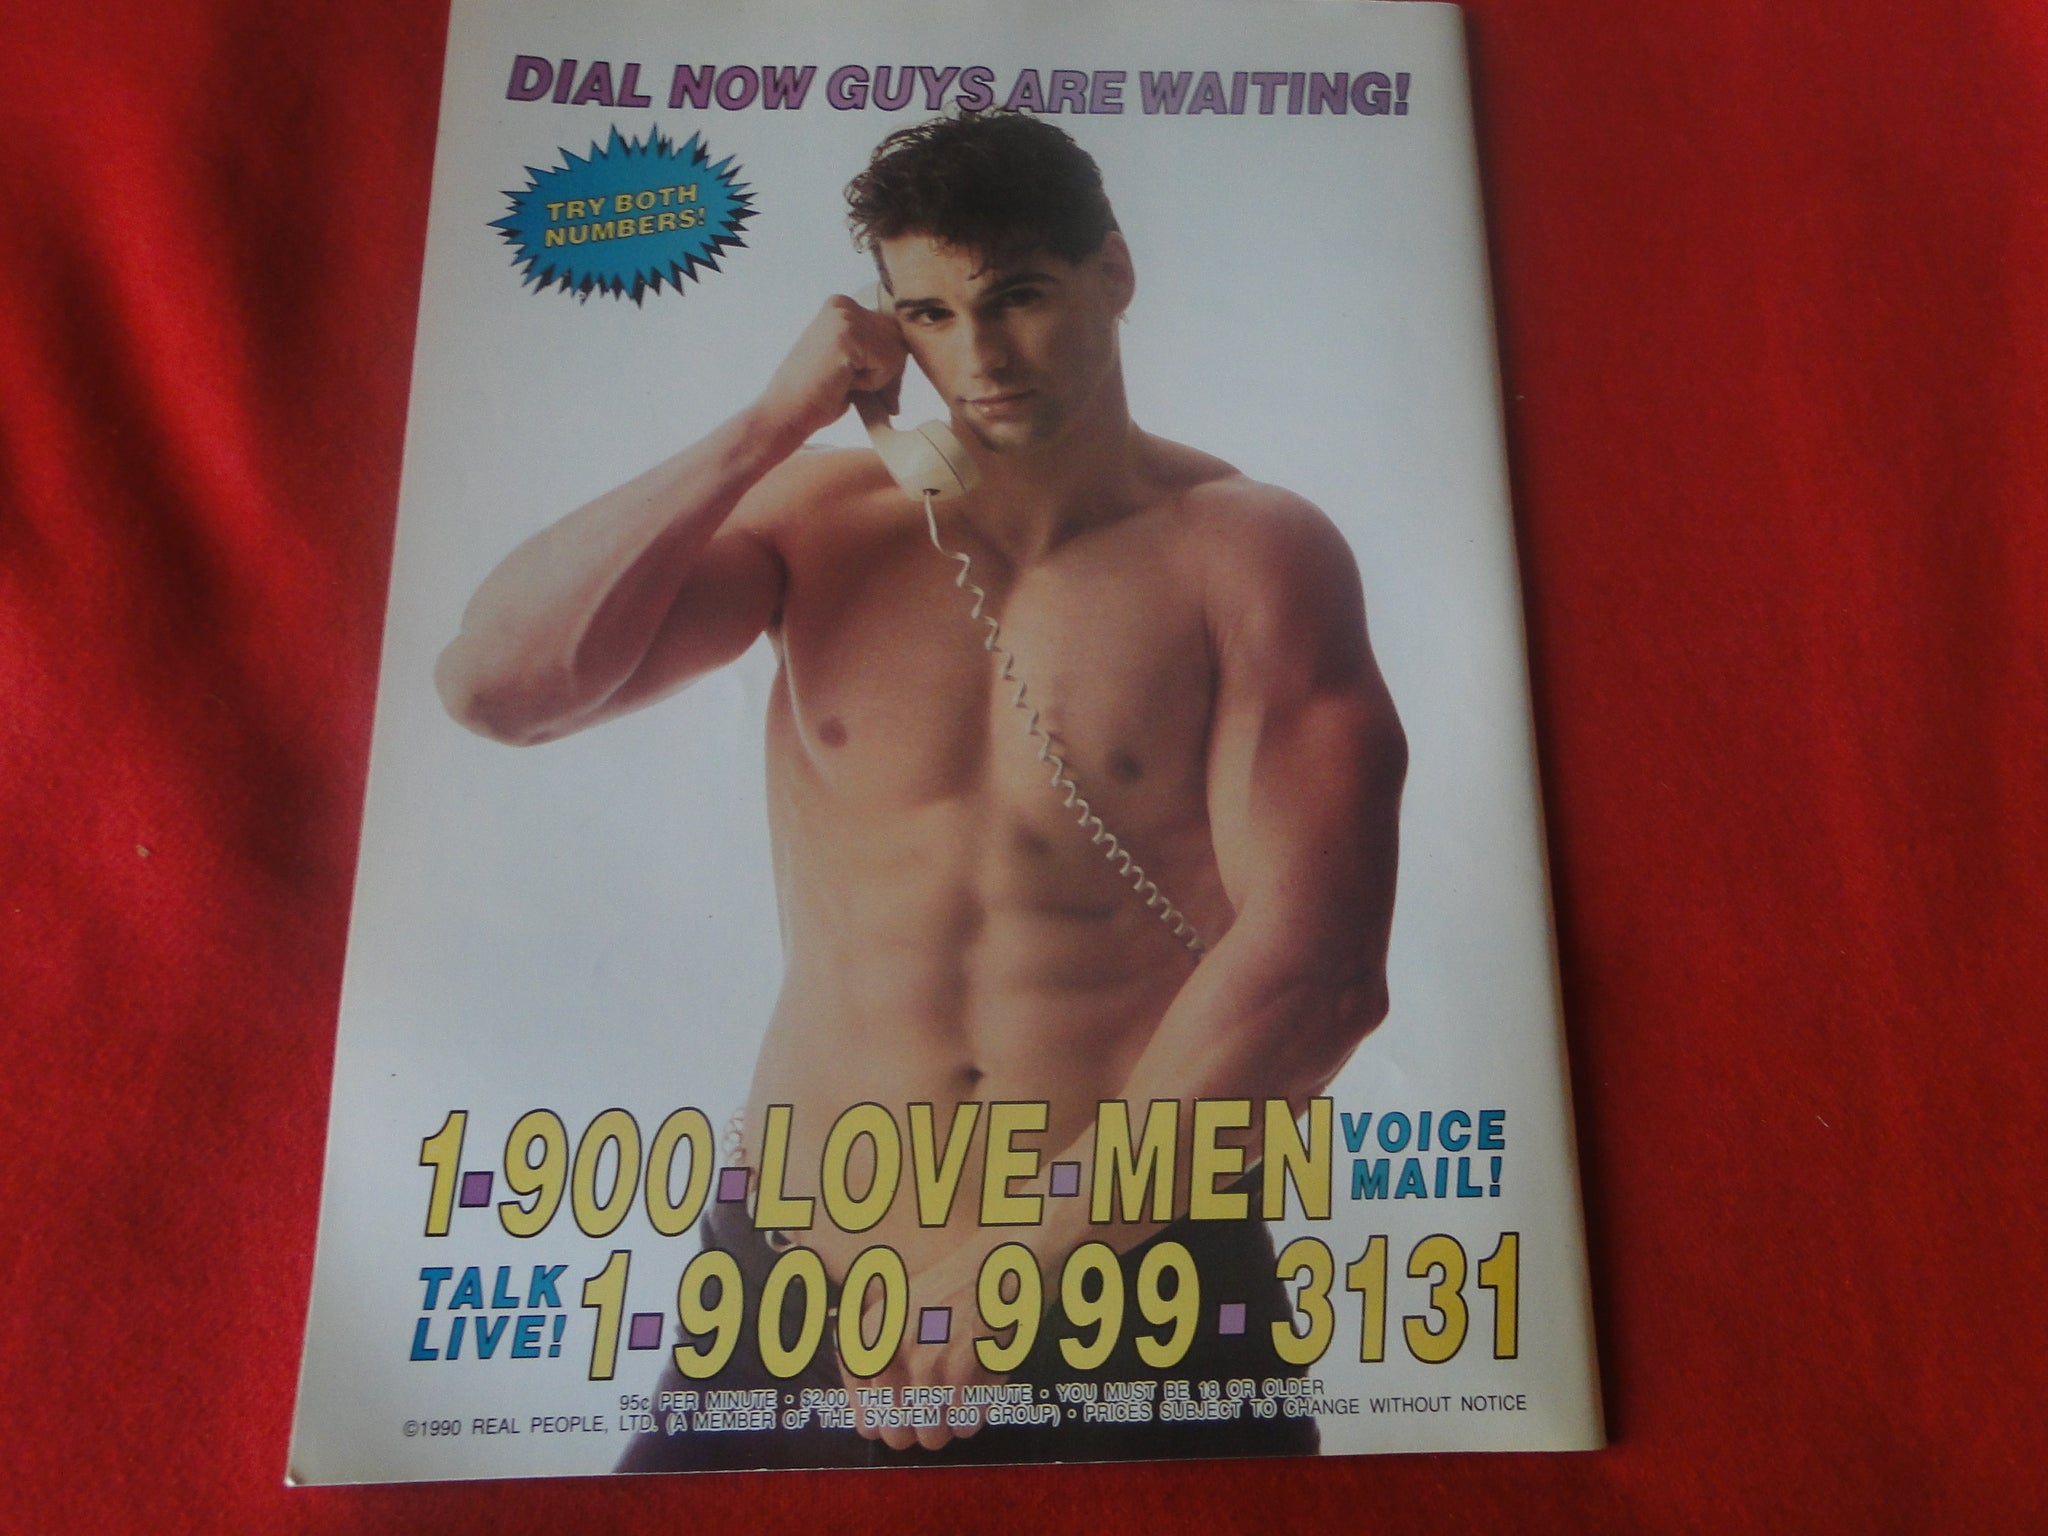 DIAL NOW GUYS ARE WAITING!
TRY BOTH
NUMBERS!
1-900-LOVE-MEN
VOICE
MAIL!
TALK
LIVE!
1-900-999-3131
95¢ PER MINUTE • $2.00 THE FIRST MINUTE • YOU MUST BE 18 OR OLDER
©1990 REAL PEOPLE, LTD. (A MEMBER OF THE SYSTEM 800 GROUP) • PRICES SUBJECT TO CHANGE WITHOUT NOTICE